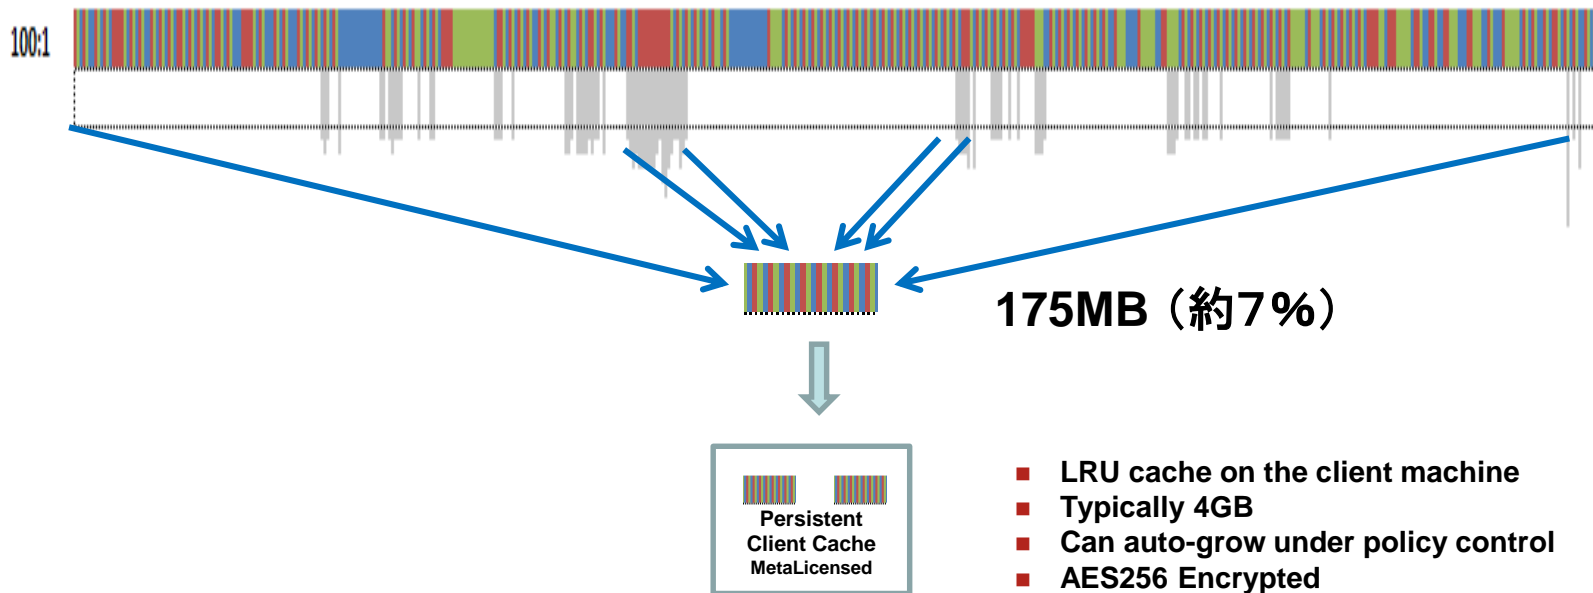 100:1
175MB（約7%）
Persistent
Client Cache
MetaLicensed
LRU cache on the client machine
Typically 4GB
Can auto-grow under policy control
AES256 Encrypted